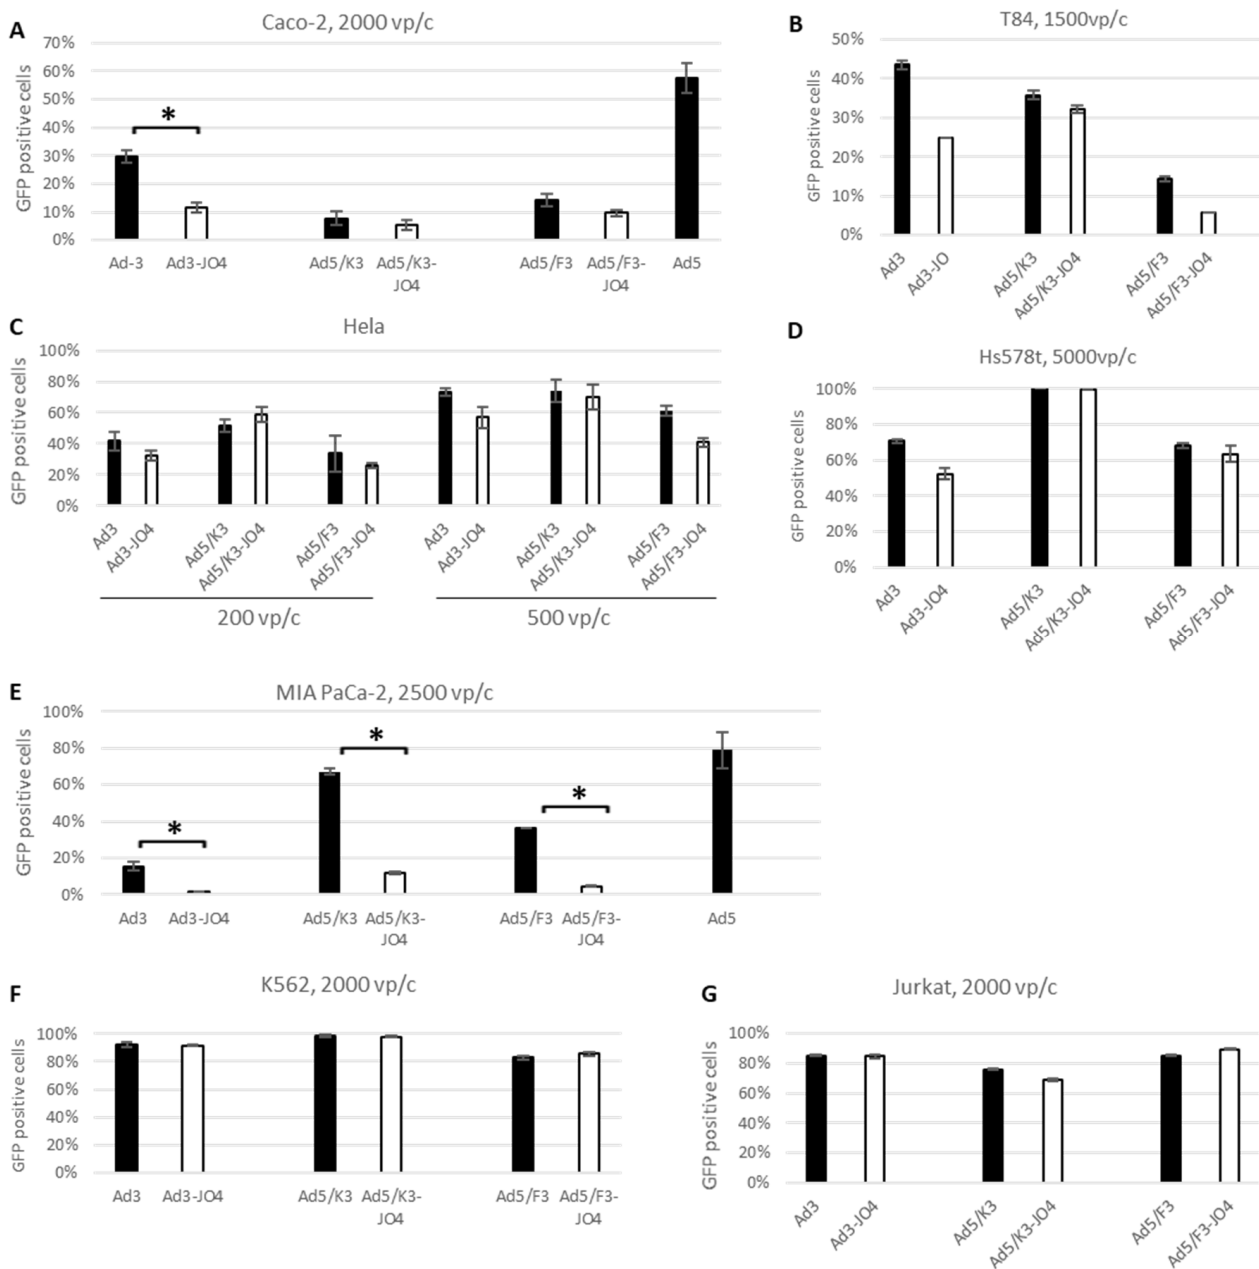 A
Caco-2, 2000 vp/c
GFP positive cells
70%
60%
50%
40%
30%
20%
10%
0%
*
Ad-3
Ad3-JO4
Ad5/K3
Ad5/K3-
JO4
Ad5/F3
Ad5/F3-
JO4
Ad5
B
T84, 1500vp/c
GFP positive cells
50%
40%
30%
20%
10%
0%
Ad3
Ad3-JO
Ad5/K3
Ad5/K3-JO4
Ad5/F3
Ad5/F3-JO4
C
Hela
GFP positive cells
100%
80%
60%
40%
20%
0%
Ad3
Ad3-JO4
Ad5/K3
Ad5/K3-JO4
Ad5/F3
Ad5/F3-JO4
Ad3
Ad3-JO4
Ad5/K3
Ad5/K3-JO4
Ad5/F3
Ad5/F3-JO4
200 vp/c
500 vp/c
D
Hs578t, 5000vp/c
GFP positive cells
100%
80%
60%
40%
20%
0%
Ad3
Ad3-JO4
Ad5/K3
Ad5/K3-JO4
Ad5/F3
Ad5/F3-JO4
E
MIA PaCa-2, 2500 vp/c
GFP positive cells
100%
80%
60%
40%
20%
0%
*
*
*
Ad3
Ad3-JO4
Ad5/K3
Ad5/K3-
JO4
Ad5/F3
Ad5/F3-
JO4
Ad5
F
K562, 2000 vp/c
GFP positive cells
100%
80%
60%
40%
20%
0%
Ad3
Ad3-JO4
Ad5/K3
Ad5/K3-
JO4
Ad5/F3
Ad5/F3-
JO4
G
Jurkat, 2000 vp/c
GFP positive cells
100%
80%
60%
40%
20%
0%
Ad3
Ad3-JO4
Ad5/K3
Ad5/K3-JO4
Ad5/F3
Ad5/F3-JO4